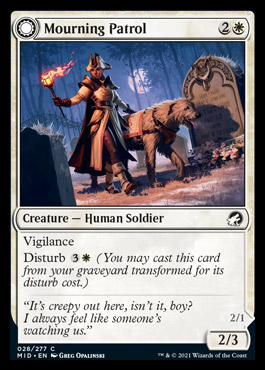 Mourning Patrol 2
Creature — Human Soldier
Vigilance
Disturb 3 (You may cast this card
from your graveyard transformed for its
disturb cost.)
“It’s creepy out here, isn’t it, boy?
I always feel like someone’s
watching us.”
2/1
2/3
028/277 C
MID • EN Greg Opalinski
™ & © 2021 Wizards of the Coast